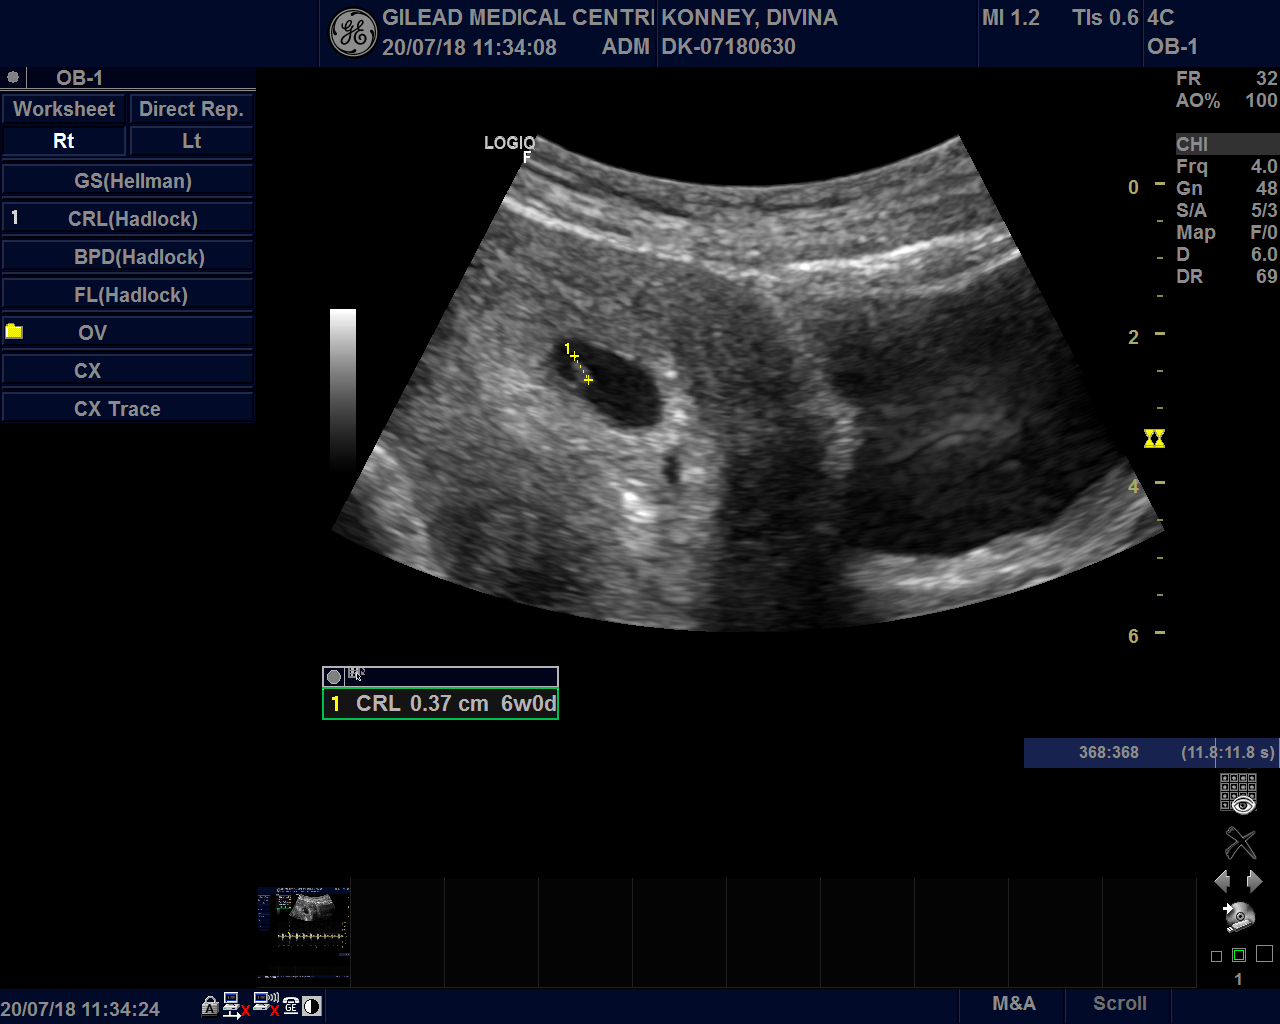 GILEAD MEDICAL CENTRE KONNEY, DIVINA MI 1.2 TIs 0.6 4C
20/07/18 11:34:08 ADM DK-07180630 OB-1
OB-1
Worksheet Direct Rep.
Rt Lt
GS(Hellman)
1 CRL(Hadlock)
BPD(Hadlock)
FL(Hadlock)
OV
CX
CX Trace
LOGIQ
F
FR 32
AO% 100
CHI
Frq 4.0
Gn 48
S/A 5/3
Map F/0
D 6.0
DR 69
0
2
4
6
1
1 CRL 0.37 cm 6w0d
368:368 (11.8:11.8 s)
1
20/07/18 11:34:24 M&A Scroll